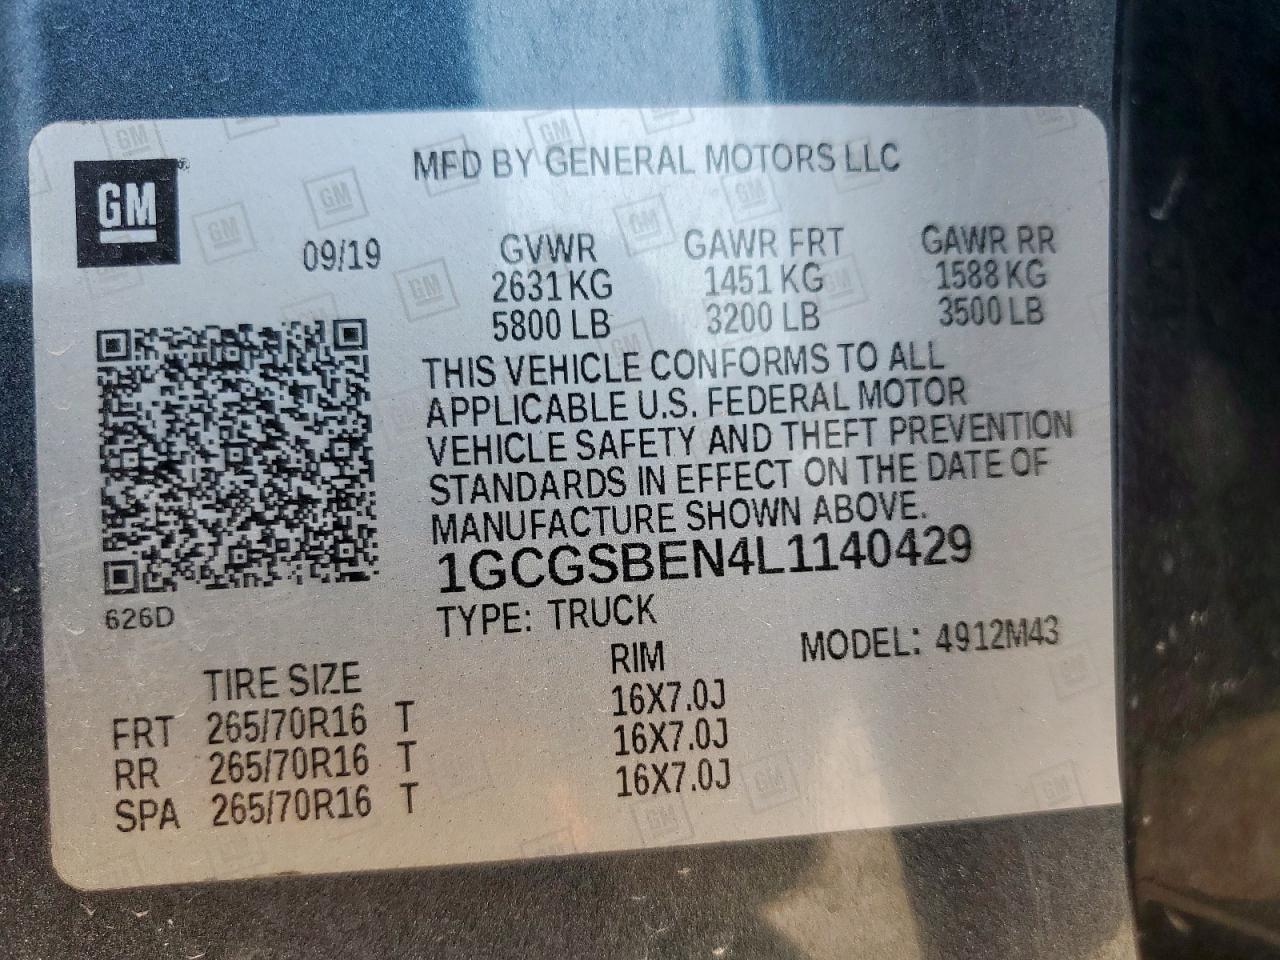 GM
MFD BY GENERAL MOTORS LLC
09/19 GVWR GAWR FRT GAWR RR
2631 KG 1451 KG 1588 KG
5800 LB 3200 LB 3500 LB
THIS VEHICLE CONFORMS TO ALL
APPLICABLE U.S. FEDERAL MOTOR
VEHICLE SAFETY AND THEFT PREVENTION
STANDARDS IN EFFECT ON THE DATE OF
MANUFACTURE SHOWN ABOVE.
1GCGSBEN4L1140429
626D
TYPE: TRUCK
MODEL: 4912M43
TIRE SIZE RIM
FRT 265/70R16 T 16X7.0J
RR 265/70R16 T 16X7.0J
SPA 265/70R16 T 16X7.0J